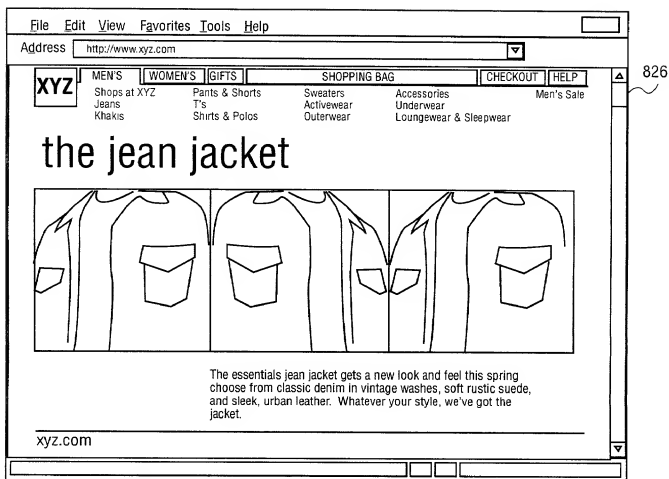 File Edit View Favorites Tools Help
Address http://www.xyz.com
826
XYZ MEN'S WOMEN'S GIFTS SHOPPING BAG CHECKOUT HELP
Shops at XYZ Pants & Shorts Sweaters Accessories Men's Sale
Jeans T's Activewear Underwear
Khakis Shirts & Polos Outerwear Loungewear & Sleepwear
the jean jacket
The essentials jean jacket gets a new look and feel this spring
choose from classic denim in vintage washes, soft rustic suede,
and sleek, urban leather. Whatever your style, we've got the
jacket.
xyz.com